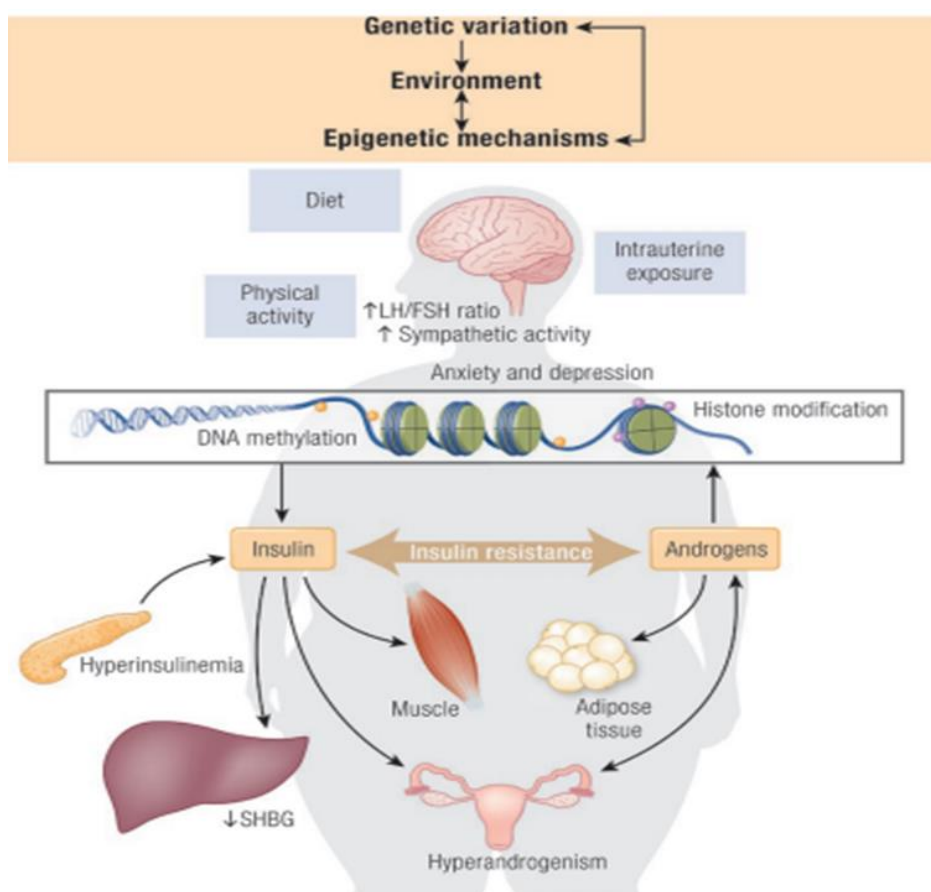 Genetic variation
Environment
Epigenetic mechanisms
Diet
Intrauterine
exposure
Physical
activity
↑LH/FSH ratio
↑ Sympathetic activity
Anxiety and depression
Histone modification
DNA methylation
Insulin
Insulin resistance
Androgens
Hyperinsulinemia
Muscle
Adipose
tissue
↓SHBG
Hyperandrogenism